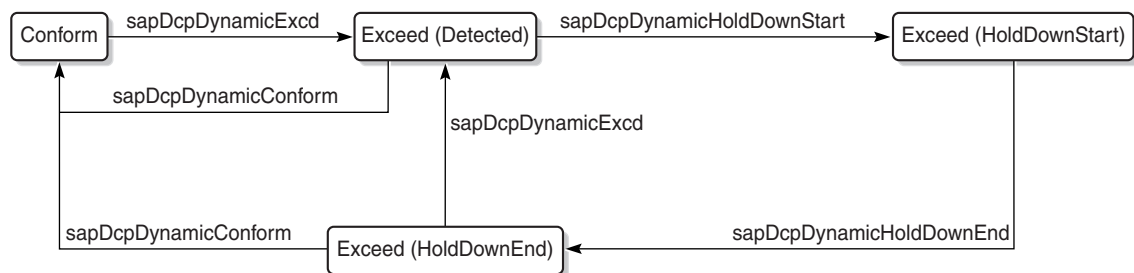 sapDcpDynamicExcd
sapDcpDynamicHoldDownStart
Conform
Exceed (Detected)
Exceed (HoldDownStart)
sapDcpDynamicConform
sapDcpDynamicExcd
sapDcpDynamicConform
sapDcpDynamicHoldDownEnd
Exceed (HoldDownEnd)